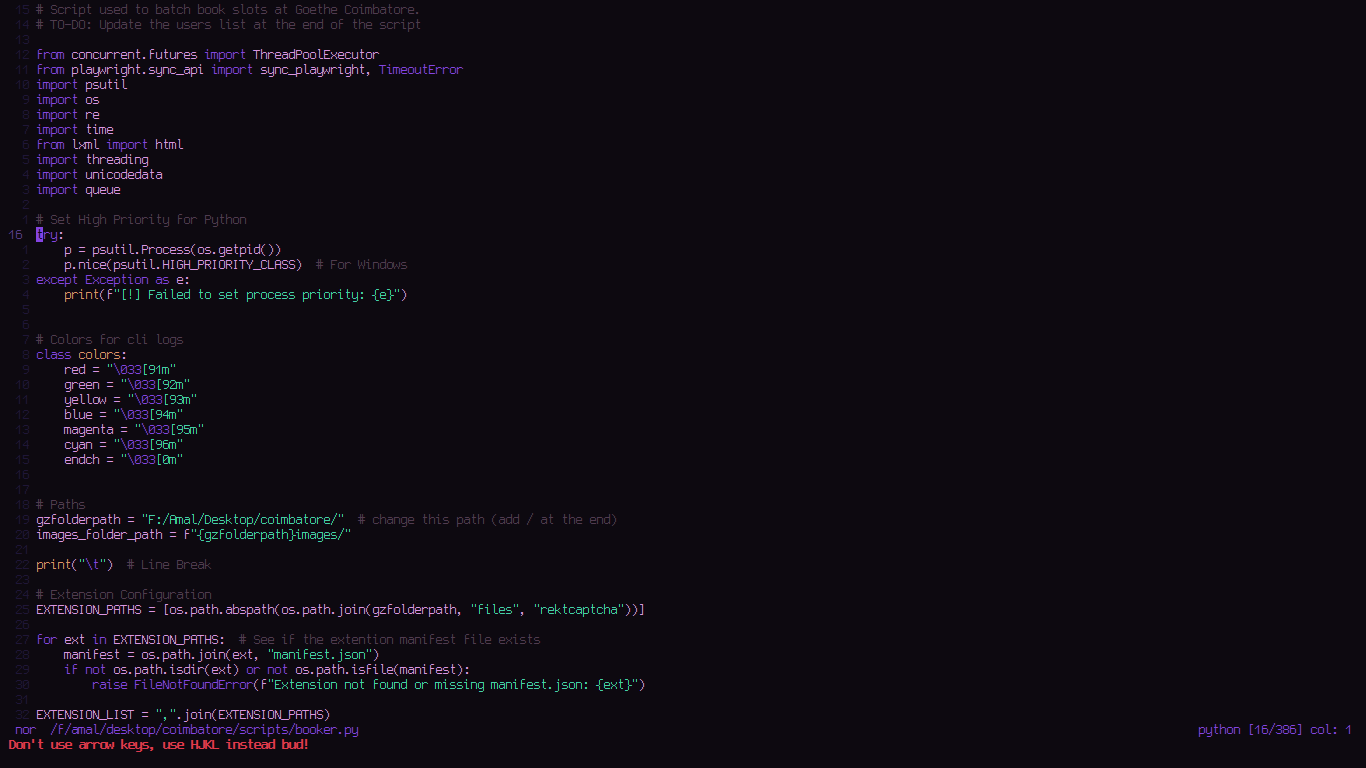 15 # Script used to batch book slots at Goethe Coimbatore.
14 # TO-DO: Update the users list at the end of the script
13
12 from concurrent.futures import ThreadPoolExecutor
11 from playwright.sync_api import sync_playwright, TimeoutError
10 import psutil
9 import os
8 import re
7 import time
6 from lxml import html
5 import threading
4 import unicodedata
3 import queue
2
1 # Set High Priority for Python
16 try:
1     p = psutil.Process(os.getpid())
2     p.nice(psutil.HIGH_PRIORITY_CLASS)  # For Windows
3 except Exception as e:
4     print(f"[!] Failed to set process priority: {e}")
5
6
7 # Colors for cli logs
8 class colors:
9     red = "\033[91m"
10     green = "\033[92m"
11     yellow = "\033[93m"
12     blue = "\033[94m"
13     magenta = "\033[95m"
14     cyan = "\033[96m"
15     endch = "\033[0m"
16
17
18 # Paths
19 gzfolderpath = "F:/Amal/Desktop/coimbatore/"  # change this path (add / at the end)
20 images_folder_path = f"{gzfolderpath}images/"
21
22 print("\t")  # Line Break
23
24 # Extension Configuration
25 EXTENSION_PATHS = [os.path.abspath(os.path.join(gzfolderpath, "files", "rektcaptcha"))]
26
27 for ext in EXTENSION_PATHS:  # See if the extention manifest file exists
28     manifest = os.path.join(ext, "manifest.json")
29     if not os.path.isdir(ext) or not os.path.isfile(manifest):
30         raise FileNotFoundError(f"Extension not found or missing manifest.json: {ext}")
31
32 EXTENSION_LIST = ",".join(EXTENSION_PATHS)
nor  /f/amal/desktop/coimbatore/scripts/booker.py python [16/386] col: 1
Don't use arrow keys, use HJKL instead bud!